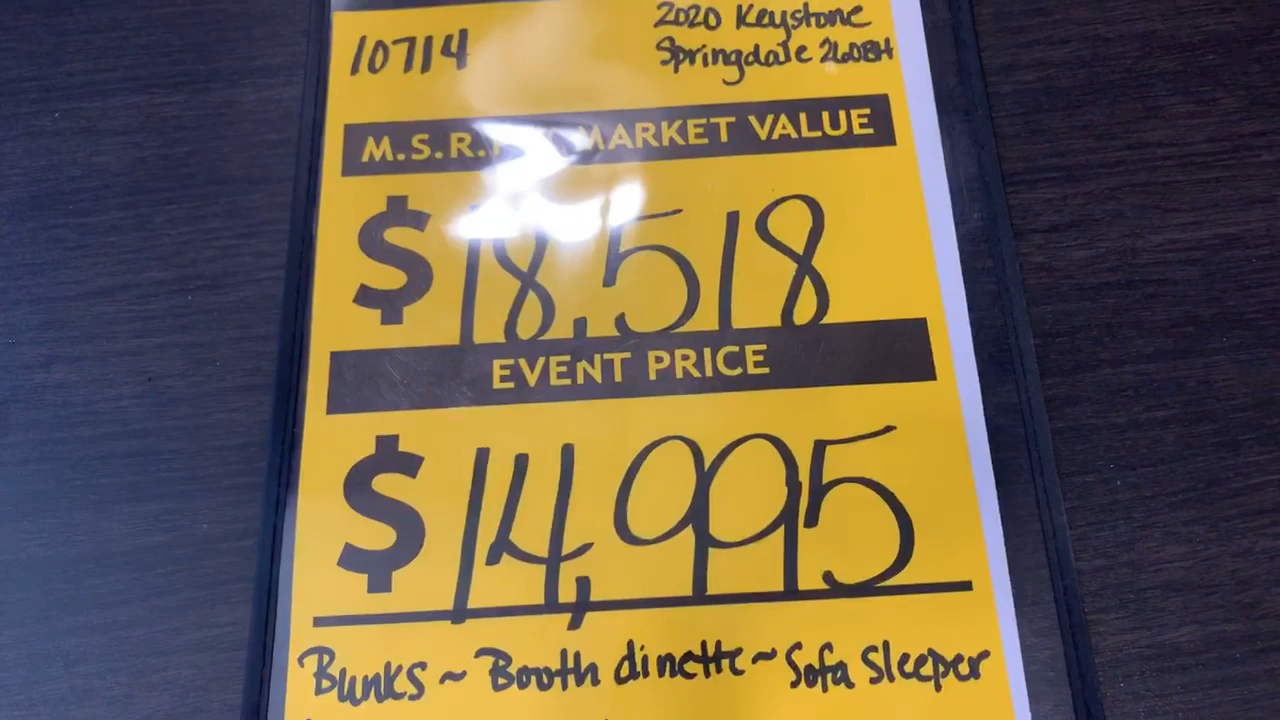 2020 Keystone
10714
Springdale 260BH
M.S.R. MARKET VALUE
$18,518
EVENT PRICE
$14,995
Bunks ~ Booth dinette ~ Sofa Sleeper